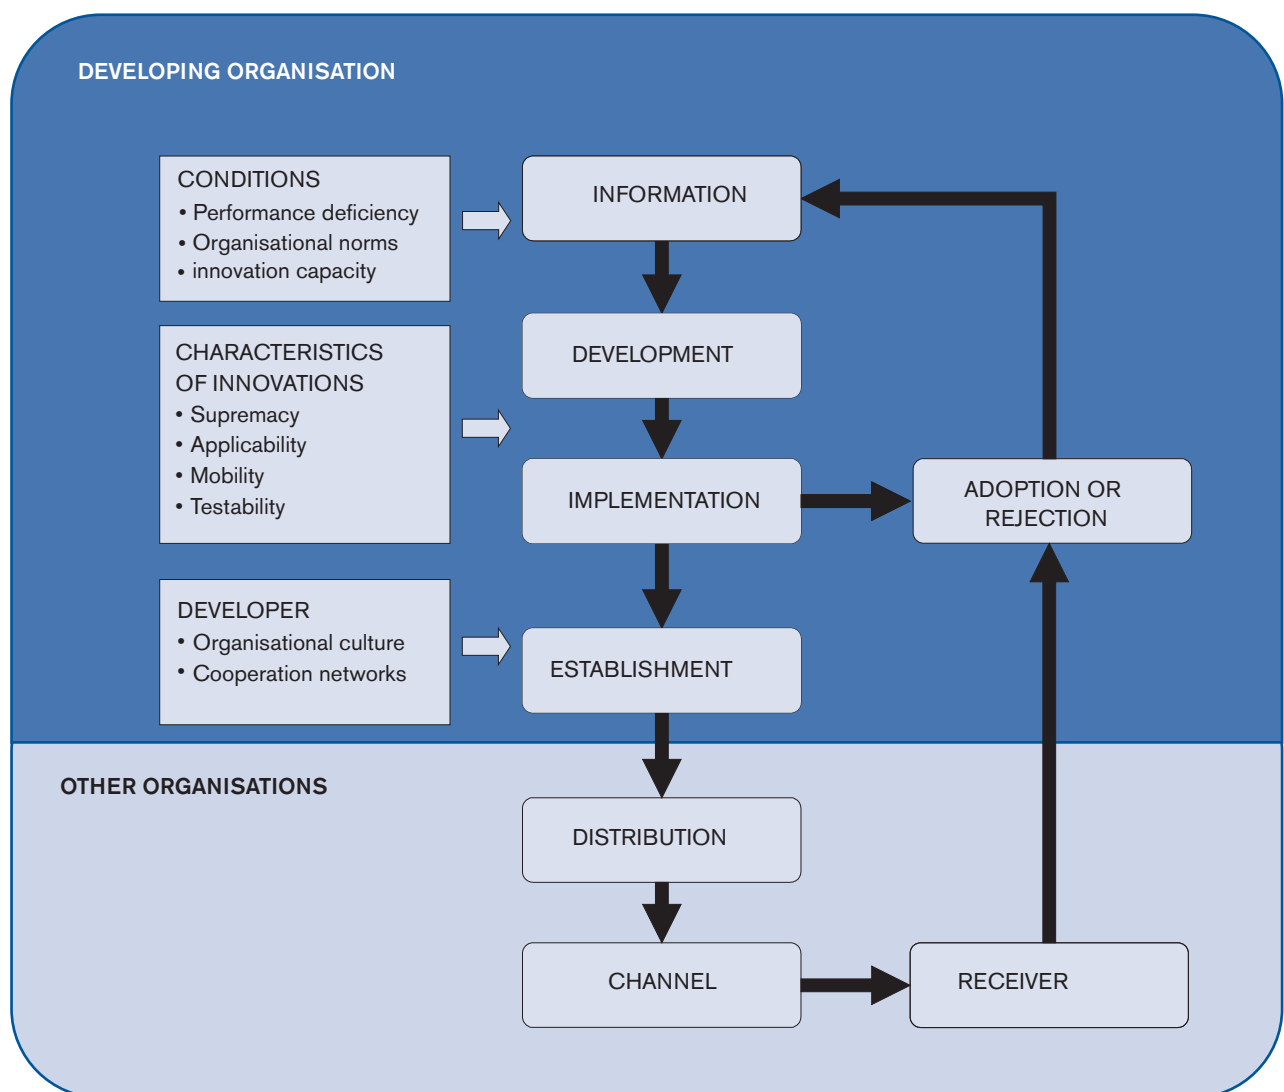 DEVELOPING ORGANISATION
CONDITIONS
• Performance deficiency
• Organisational norms
• innovation capacity
INFORMATION
CHARACTERISTICS
OF INNOVATIONS
• Supremacy
• Applicability
• Mobility
• Testability
DEVELOPMENT
IMPLEMENTATION
ADOPTION OR
REJECTION
DEVELOPER
• Organisational culture
• Cooperation networks
ESTABLISHMENT
OTHER ORGANISATIONS
DISTRIBUTION
CHANNEL
RECEIVER